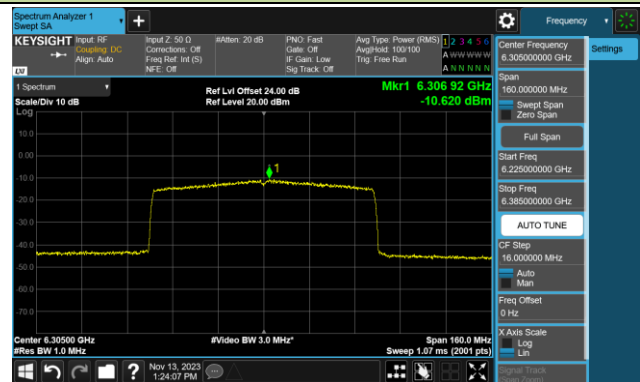 Spectrum Analyzer 1
Swept SA
Frequency
KEYSIGHT
Input: RF
Coupling: DC
Align: Auto
Input Z: 50 Ω
Corrections: Off
Freq Ref: Int (S)
NFE: Off
#Atten: 20 dB
PNO: Fast
Gate: Off
IF Gain: Low
Sig Track: Off
Avg Type: Power (RMS)
Avg|Hold: 100/100
Trig: Free Run
1 2 3 4 5 6
A W W W W W
A N N N N N
LXI
1 Spectrum
Scale/Div 10 dB
Log
Ref Lvl Offset 24.00 dB
Ref Level 20.00 dBm
Mkr1 6.306 92 GHz
-10.620 dBm
10.0
0.00
-10.0
-20.0
-30.0
-40.0
-50.0
-60.0
-70.0
1
Center 6.30500 GHz
#Res BW 1.0 MHz
#Video BW 3.0 MHz*
Span 160.0 MHz
Sweep 1.07 ms (2001 pts)
Nov 13, 2023
1:24:07 PM
Center Frequency
6.305000000 GHz
Settings
Span
160.000000 MHz
Swept Span
Zero Span
Full Span
Start Freq
6.225000000 GHz
Stop Freq
6.385000000 GHz
AUTO TUNE
CF Step
16.000000 MHz
Auto
Man
Freq Offset
0 Hz
X Axis Scale
Log
Lin
Signal Track